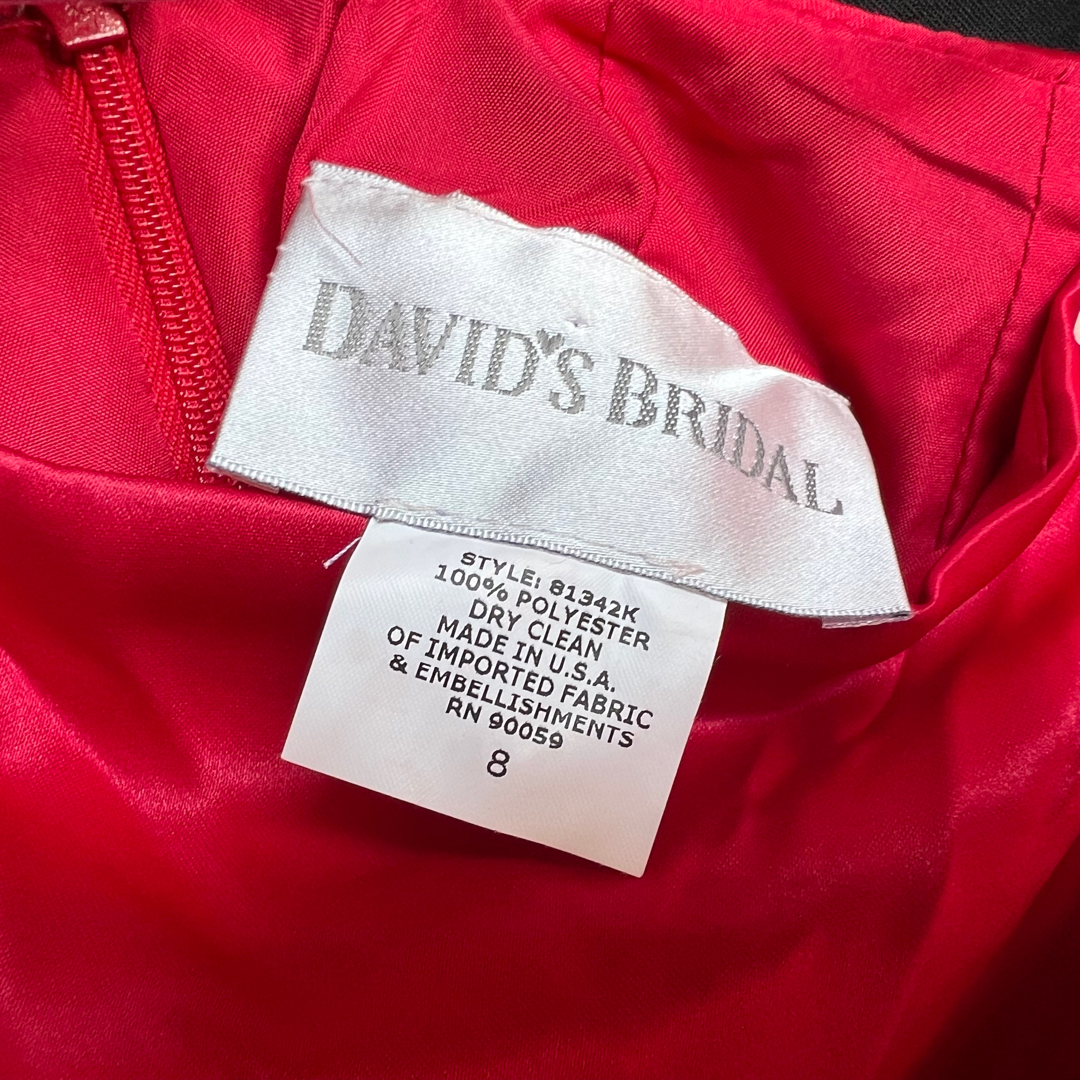 DAVID'S BRIDAL
STYLE: 81342K
100% POLYESTER
DRY CLEAN
MADE IN U.S.A.
OF IMPORTED FABRIC
& EMBELLISHMENTS
RN 90059
8